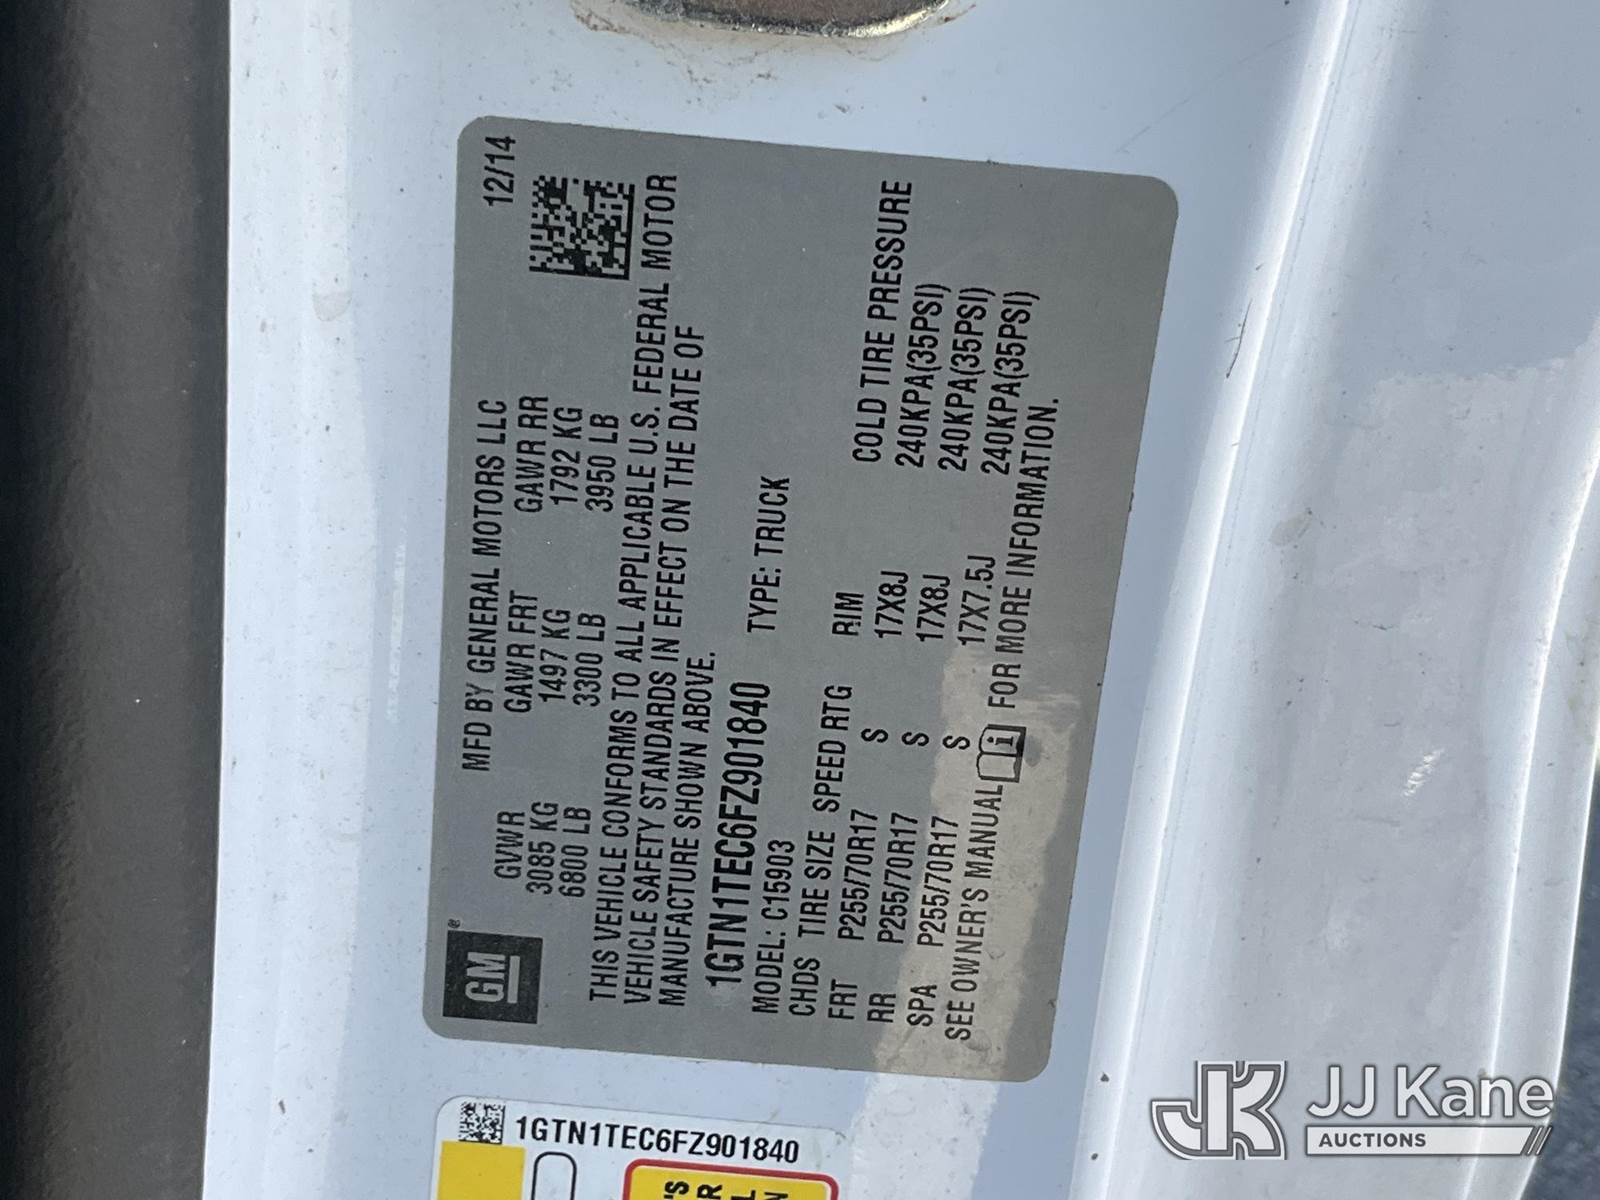 GM®
MFD BY GENERAL MOTORS LLC 12/14
GVWR GAWR FRT GAWR RR
3085 KG 1497 KG 1792 KG
6800 LB 3300 LB 3950 LB
THIS VEHICLE CONFORMS TO ALL APPLICABLE U.S. FEDERAL MOTOR
VEHICLE SAFETY STANDARDS IN EFFECT ON THE DATE OF
MANUFACTURE SHOWN ABOVE.
1GTN1TEC6FZ901840 TYPE: TRUCK
MODEL: C15903
CHDS TIRE SIZE SPEED RTG RIM COLD TIRE PRESSURE
FRT P255/70R17 S 17X8J 240KPA(35PSI)
RR P255/70R17 S 17X8J 240KPA(35PSI)
SPA P255/70R17 S 17X7.5J 240KPA(35PSI)
SEE OWNER'S MANUAL i FOR MORE INFORMATION.
1GTN1TEC6FZ901840
JK JJ Kane
AUCTIONS